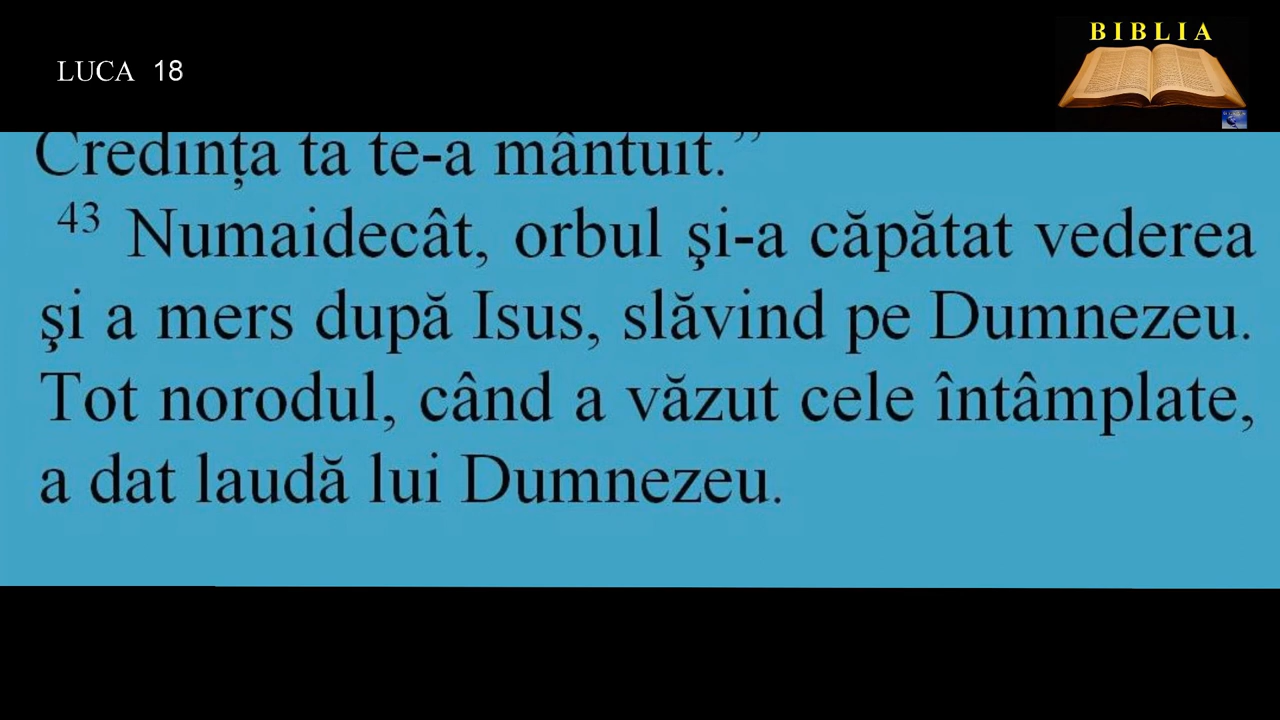 BIBLIA
LUCA 18
Credinţa ta te-a mântuit.”
43 Numaidecât, orbul şi-a căpătat vederea
şi a mers după Isus, slăvind pe Dumnezeu.
Tot norodul, când a văzut cele întâmplate,
a dat laudă lui Dumnezeu.